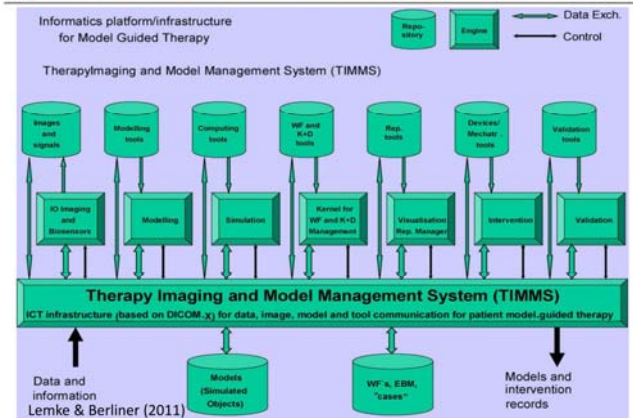 Informatics platform/infrastructure
for Model Guided Therapy
Repo-
sitory
Engine
Data Exch.
Control
TherapyImaging and Model Management System (TIMMS)
Images
and
signals
Modelling
tools
Computing
tools
WF and
K+D
tools
Rep.
tools
Devices/
Mechatr.
tools
Validation
tools
IO Imaging
and
Biosensors
Modelling
Simulation
Kernel for
WF and K+D
Management
Visualisation
Rep. Manager
Intervention
Validation
Therapy Imaging and Model Management System (TIMMS)
ICT infrastructure (based on DICOM.X) for data, image, model and tool communication for patient model.guided therapy
Data and
information
Models
(Simulated
Objects)
WF`s, EBM,
"cases"
Models and
intervention
records
Lemke & Berliner (2011)